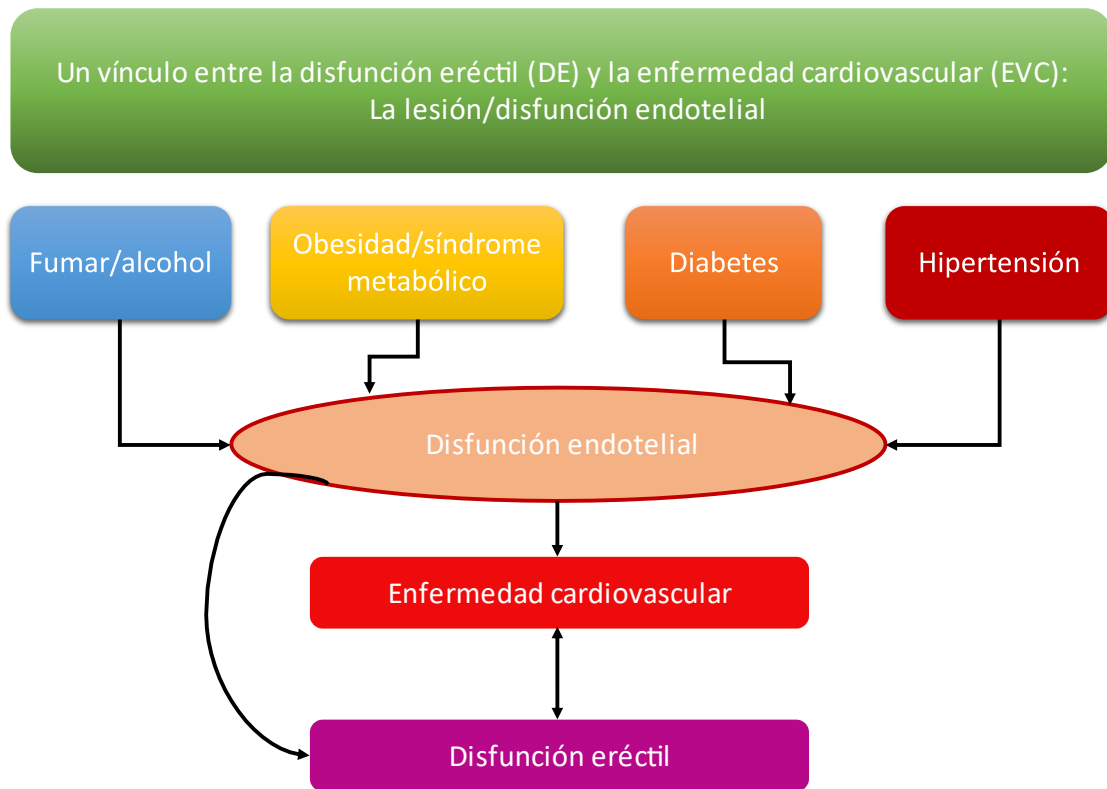 Un vínculo entre la disfunción eréctil (DE) y la enfermedad cardiovascular (EVC):
La lesión/disfunción endotelial
Fumar/alcohol
Obesidad/síndrome
metabólico
Diabetes
Hipertensión
Disfunción endotelial
Enfermedad cardiovascular
Disfunción eréctil